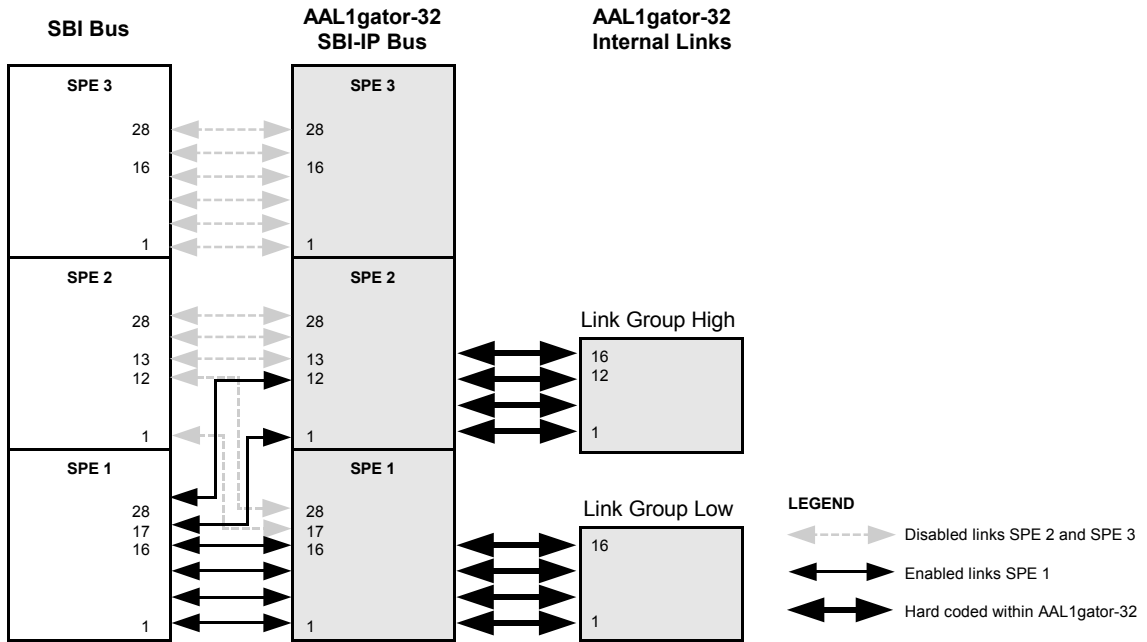 SBI Bus
AAL1gator-32
SBI-IP Bus
AAL1gator-32
Internal Links
SPE 3
28
16
1
SPE 3
28
16
1
SPE 2
28
13
12
1
SPE 2
28
13
12
1
Link Group High
16
12
1
SPE 1
28
17
16
1
SPE 1
28
17
16
1
Link Group Low
16
1
LEGEND
Disabled links SPE 2 and SPE 3
Enabled links SPE 1
Hard coded within AAL1gator-32